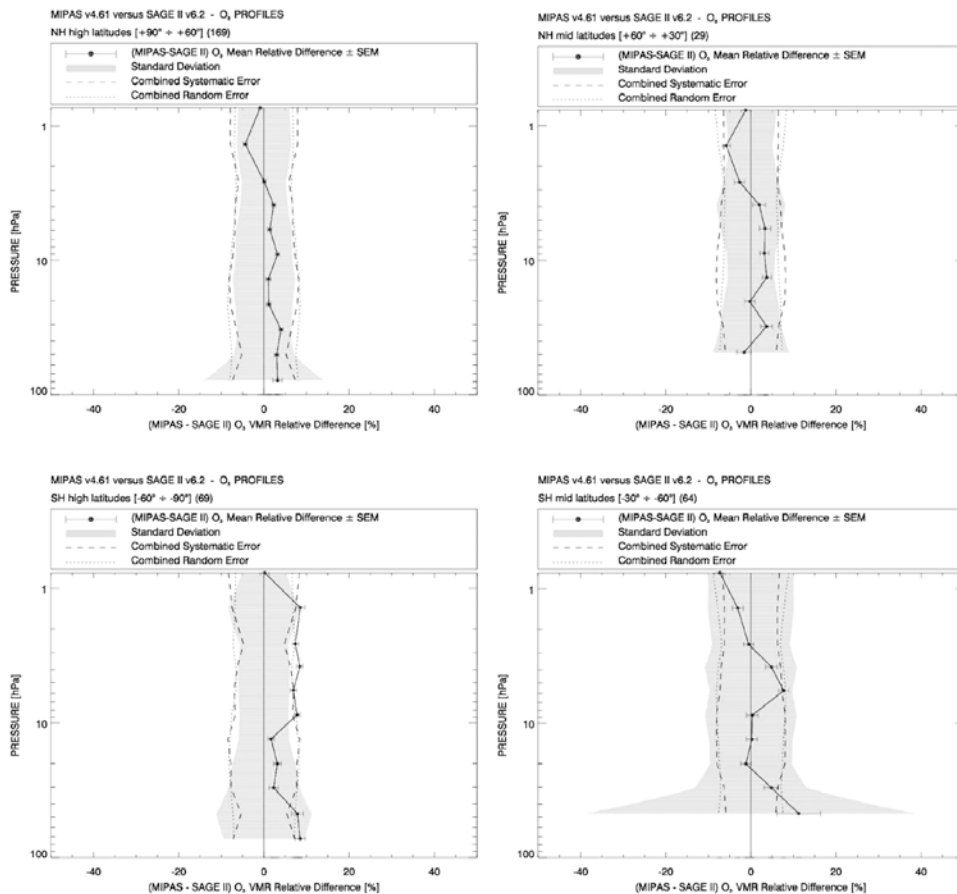 MIPAS v4.61 versus SAGE II v6.2 - O₃ PROFILES
NH high latitudes [+90° ÷ +60°] (169)
(MIPAS-SAGE II) O₃ Mean Relative Difference ± SEM
Standard Deviation
Combined Systematic Error
Combined Random Error
PRESSURE [hPa]
1
10
100
-40 -20 0 20 40
(MIPAS - SAGE II) O₃ VMR Relative Difference [%]
MIPAS v4.61 versus SAGE II v6.2 - O₃ PROFILES
NH mid latitudes [+60° ÷ +30°] (29)
(MIPAS-SAGE II) O₃ Mean Relative Difference ± SEM
Standard Deviation
Combined Systematic Error
Combined Random Error
PRESSURE [hPa]
1
10
100
-40 -20 0 20 40
(MIPAS - SAGE II) O₃ VMR Relative Difference [%]
MIPAS v4.61 versus SAGE II v6.2 - O₃ PROFILES
SH high latitudes [-60° ÷ -90°] (69)
(MIPAS-SAGE II) O₃ Mean Relative Difference ± SEM
Standard Deviation
Combined Systematic Error
Combined Random Error
PRESSURE [hPa]
1
10
100
-40 -20 0 20 40
(MIPAS - SAGE II) O₃ VMR Relative Difference [%]
MIPAS v4.61 versus SAGE II v6.2 - O₃ PROFILES
SH mid latitudes [-30° ÷ -60°] (64)
(MIPAS-SAGE II) O₃ Mean Relative Difference ± SEM
Standard Deviation
Combined Systematic Error
Combined Random Error
PRESSURE [hPa]
1
10
100
-40 -20 0 20 40
(MIPAS - SAGE II) O₃ VMR Relative Difference [%]